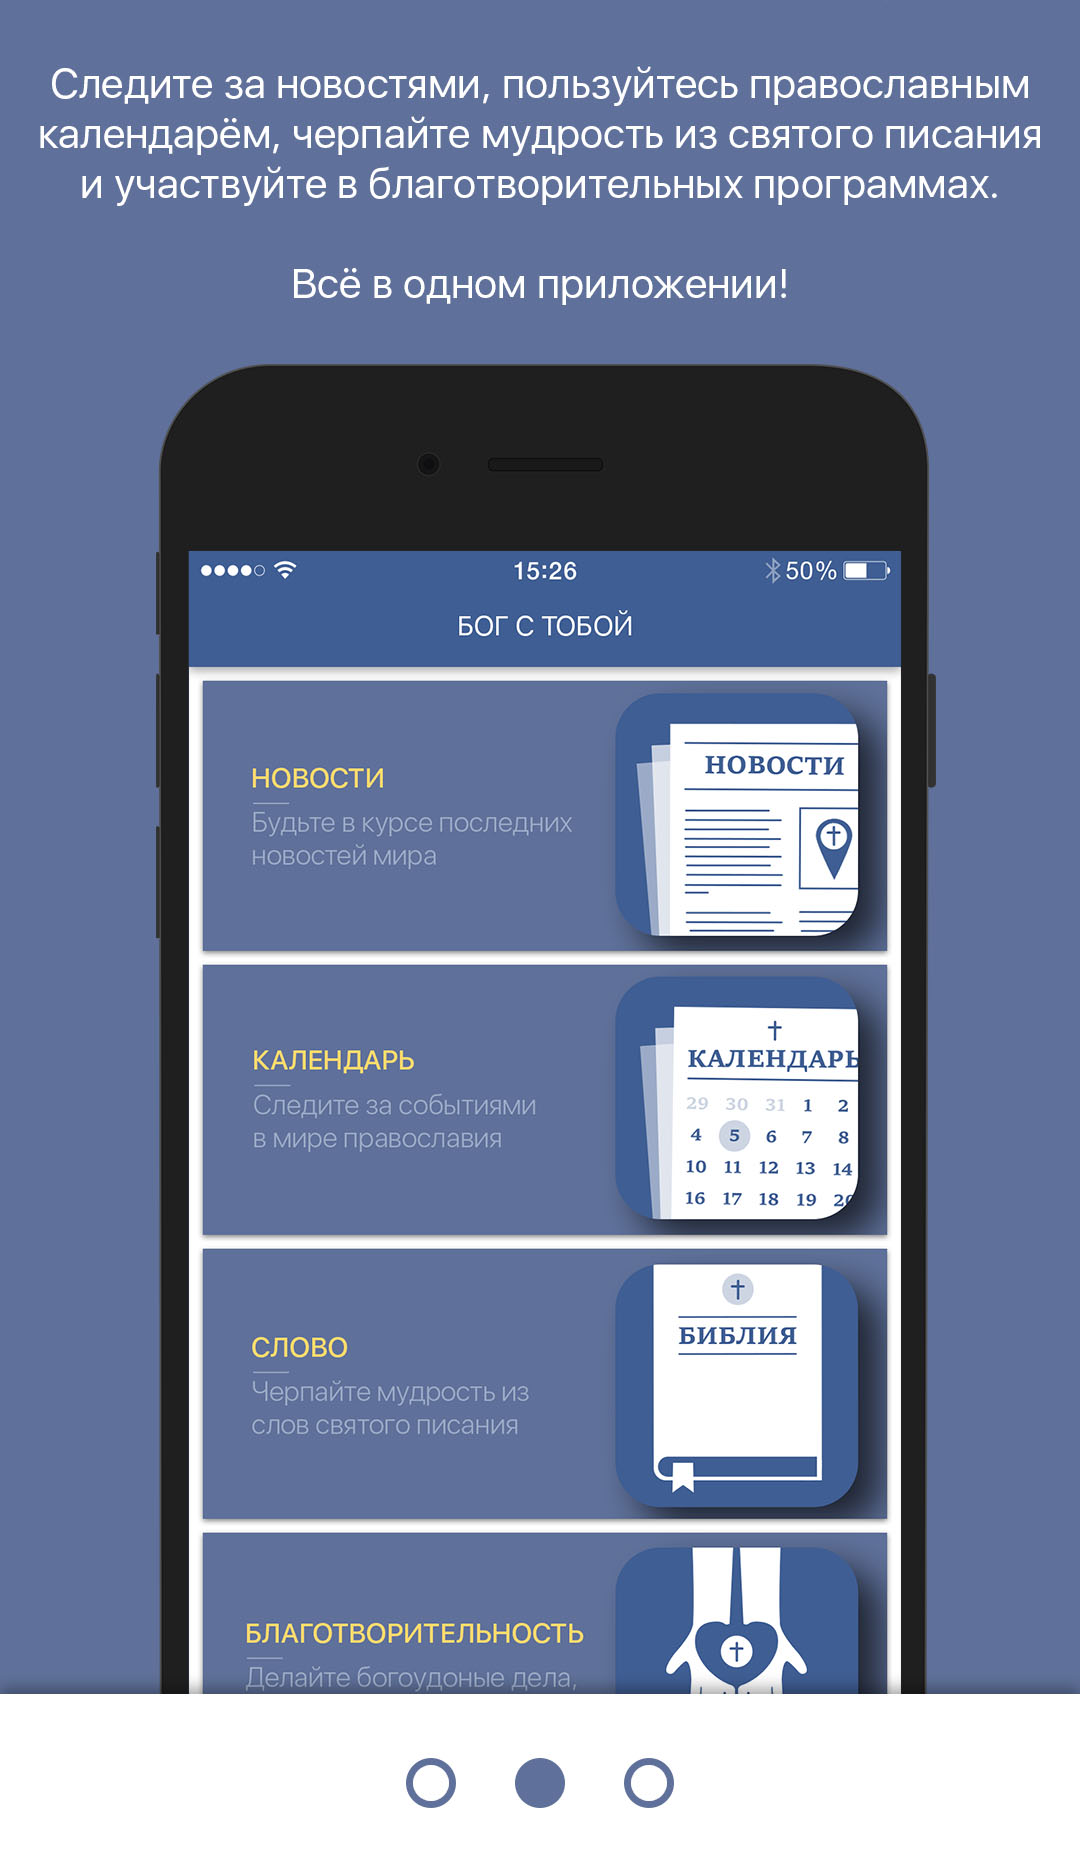 Следите за новостями, пользуйтесь православным
календарём, черпайте мудрость из святого писания
и участвуйте в благотворительных программах.
Всё в одном приложении!
15:26
50%
БОГ С ТОБОЙ
НОВОСТИ
Будьте в курсе последних
новостей мира
НОВОСТИ
КАЛЕНДАРЬ
Следите за событиями
в мире православия
КАЛЕНДАРЬ
29 30 31 1 2
4 5 6 7 8
10 11 12 13 14
16 17 18 19 20
СЛОВО
Черпайте мудрость из
слов святого писания
БИБЛИЯ
БЛАГОТВОРИТЕЛЬНОСТЬ
Делайте богоудоные дела,